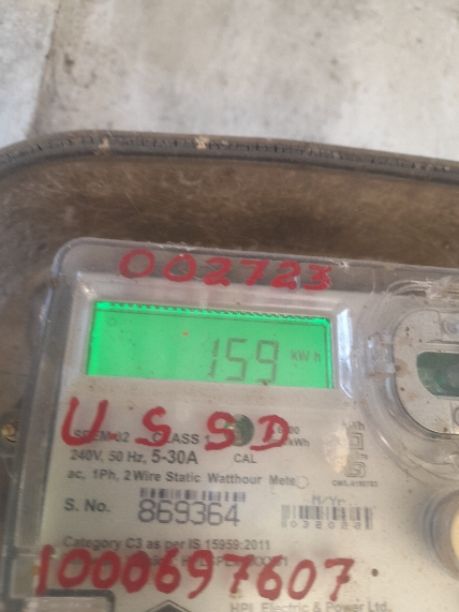 002723
159 kWh
U.S.S.D
CLASS 1
240V, 50 Hz, 5-30A
CAL
ac, 1Ph, 2 Wire Static Watthour Meter
M/Yr.
S. No.
869364
Category C3 as per IS 15959:2011
1000697607
HPL Electric & Power Ltd.